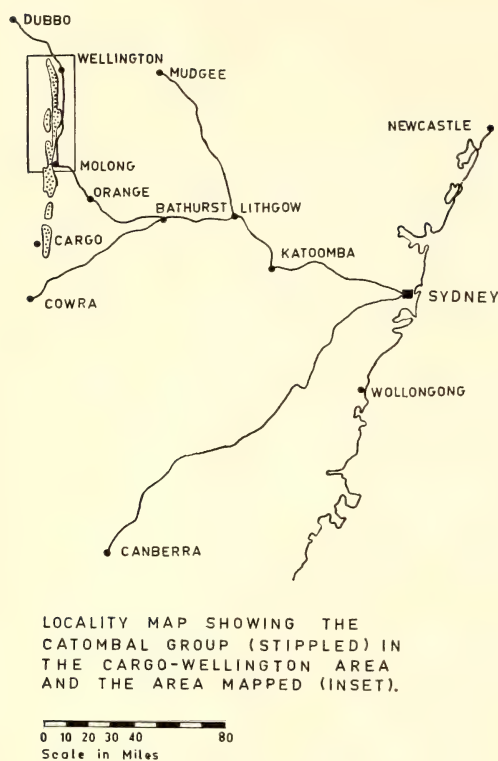 DUBBO
WELLINGTON
MUDGEE
NEWCASTLE
MOLONG
ORANGE
BATHURST
LITHGOW
CARGO
KATOOMBA
COWRA
SYDNEY
WOLLONGONG
CANBERRA
LOCALITY MAP SHOWING THE
CATOMBAL GROUP (STIPPLED) IN
THE CARGO-WELLINGTON AREA
AND THE AREA MAPPED (INSET).
0 10 20 30 40 50 80
Scale in Miles